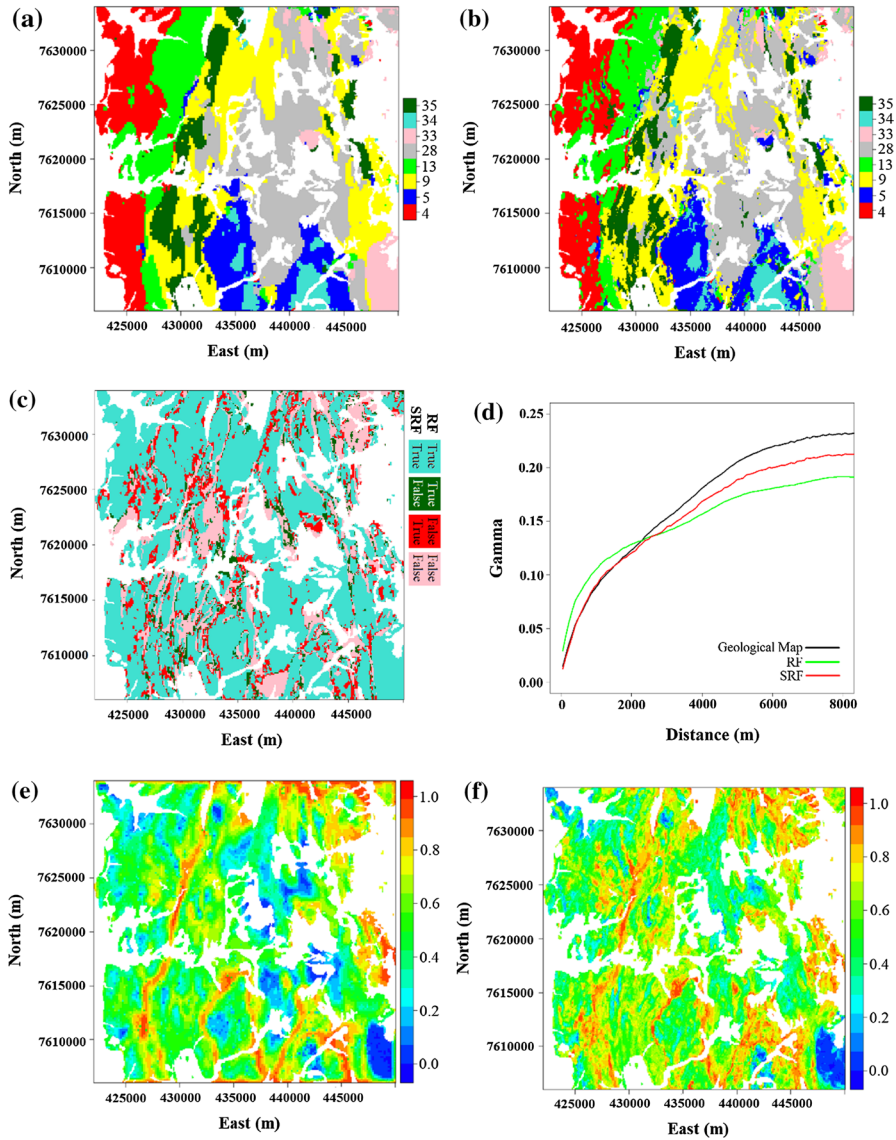 (a)
7630000
7625000
7620000
7615000
7610000
North (m)
425000 430000 435000 440000 445000
East (m)
35
34
33
28
13
9
5
4
(b)
7630000
7625000
7620000
7615000
7610000
North (m)
425000 430000 435000 440000 445000
East (m)
35
34
33
28
13
9
5
4
(c)
7630000
7625000
7620000
7615000
7610000
North (m)
425000 430000 435000 440000 445000
East (m)
RF True True False False
SRF True False True False
(d)
0.25
0.20
0.15
0.10
0.05
0.00
Gamma
Geological Map
RF
SRF
0 2000 4000 6000 8000
Distance (m)
(e)
7630000
7625000
7620000
7615000
7610000
North (m)
425000 430000 435000 440000 445000
East (m)
1.0
0.8
0.6
0.4
0.2
0.0
(f)
7630000
7625000
7620000
7615000
7610000
North (m)
425000 430000 435000 440000 445000
East (m)
1.0
0.8
0.6
0.4
0.2
0.0